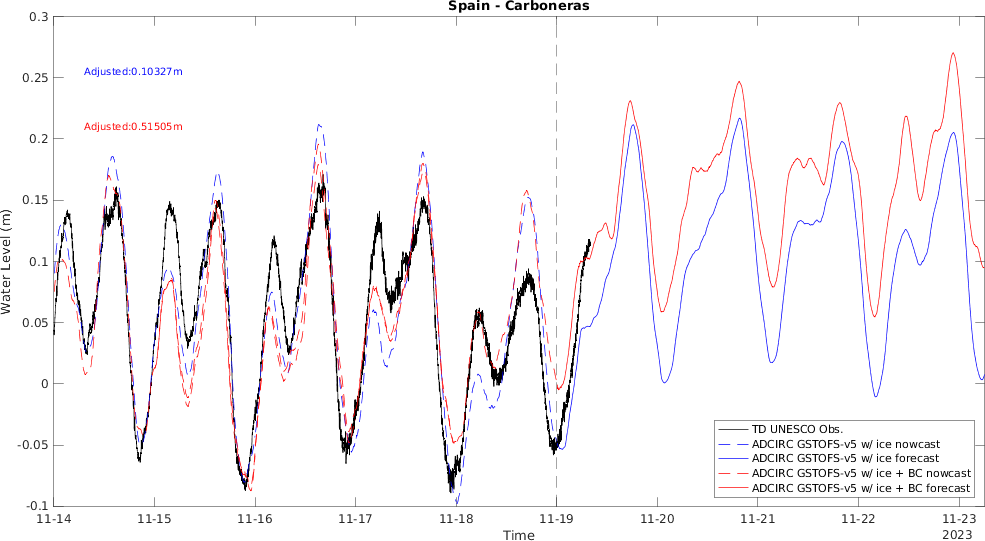 Spain - Carboneras
0.3
0.25
0.2
0.15
0.1
0.05
0
-0.05
-0.1
Water Level (m)
Adjusted:0.10327m
Adjusted:0.51505m
TD UNESCO Obs.
ADCIRC GSTOFS-v5 w/ ice nowcast
ADCIRC GSTOFS-v5 w/ ice forecast
ADCIRC GSTOFS-v5 w/ ice + BC nowcast
ADCIRC GSTOFS-v5 w/ ice + BC forecast
11-14 11-15 11-16 11-17 11-18 11-19 11-20 11-21 11-22 11-23
2023
Time